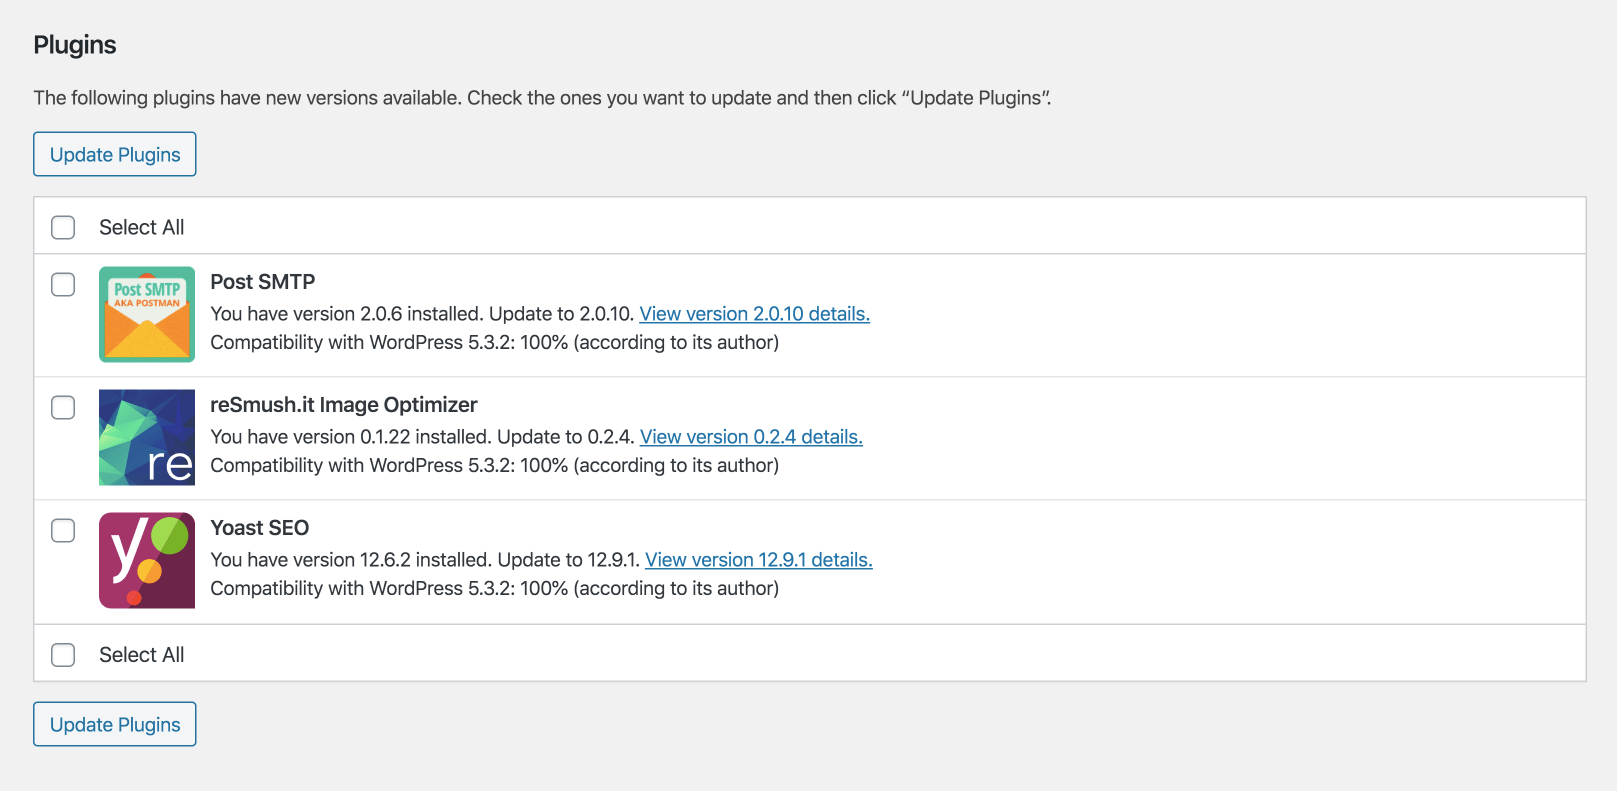 Plugins
The following plugins have new versions available. Check the ones you want to update and then click “Update Plugins”.
Update Plugins
Select All
Post SMTP
AKA POSTMAN
Post SMTP
You have version 2.0.6 installed. Update to 2.0.10. View version 2.0.10 details.
Compatibility with WordPress 5.3.2: 100% (according to its author)
re
reSmush.it Image Optimizer
You have version 0.1.22 installed. Update to 0.2.4. View version 0.2.4 details.
Compatibility with WordPress 5.3.2: 100% (according to its author)
y
Yoast SEO
You have version 12.6.2 installed. Update to 12.9.1. View version 12.9.1 details.
Compatibility with WordPress 5.3.2: 100% (according to its author)
Select All
Update Plugins